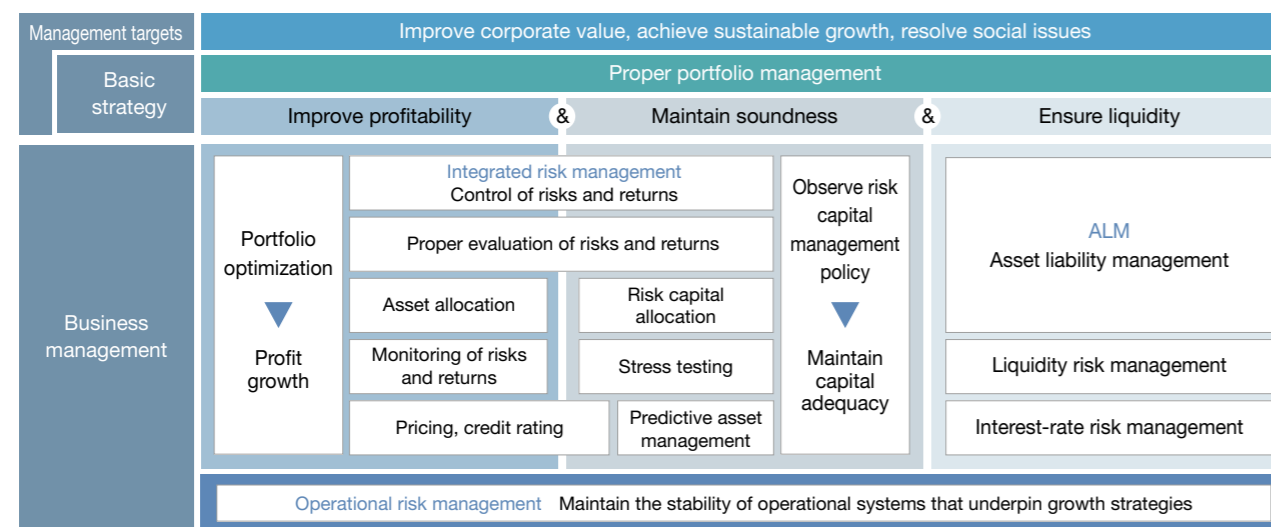 Management targets
Improve corporate value, achieve sustainable growth, resolve social issues
Basic
strategy
Proper portfolio management
Improve profitability
&
Maintain soundness
&
Ensure liquidity
Business
management
Portfolio
optimization
Profit
growth
Integrated risk management
Control of risks and returns
Proper evaluation of risks and returns
Asset allocation
Risk capital
allocation
Monitoring of risks
and returns
Stress testing
Pricing, credit rating
Predictive asset
management
Observe risk
capital
management
policy
Maintain
capital
adequacy
ALM
Asset liability management
Liquidity risk management
Interest-rate risk management
Operational risk management Maintain the stability of operational systems that underpin growth strategies